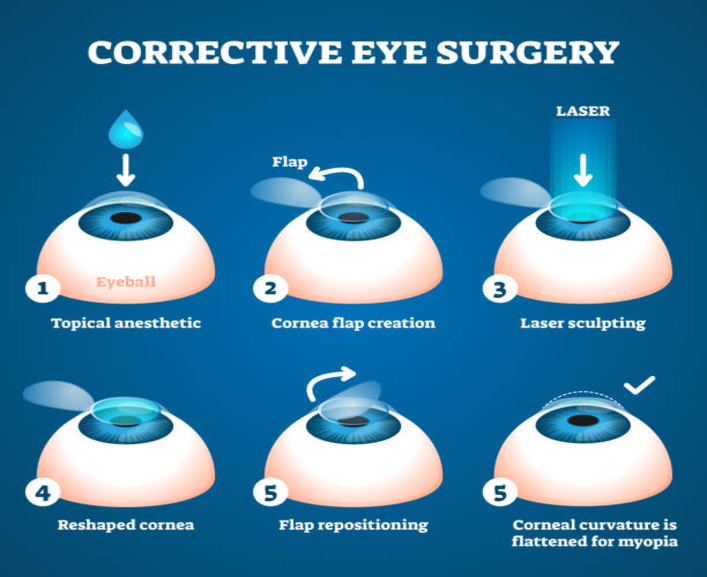 CORRECTIVE EYE SURGERY
LASER
Flap
Eyeball
1
2
3
Topical anesthetic
Cornea flap creation
Laser sculpting
4
5
5
Reshaped cornea
Flap repositioning
Corneal curvature is
flattened for myopia